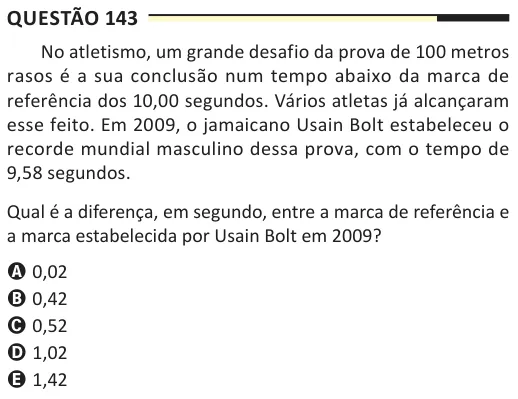 QUESTÃO 143
No atletismo, um grande desafio da prova de 100 metros
rasos é a sua conclusão num tempo abaixo da marca de
referência dos 10,00 segundos. Vários atletas já alcançaram
esse feito. Em 2009, o jamaicano Usain Bolt estabeleceu o
recorde mundial masculino dessa prova, com o tempo de
9,58 segundos.
Qual é a diferença, em segundo, entre a marca de referência e
a marca estabelecida por Usain Bolt em 2009?
A 0,02
B 0,42
C 0,52
D 1,02
E 1,42